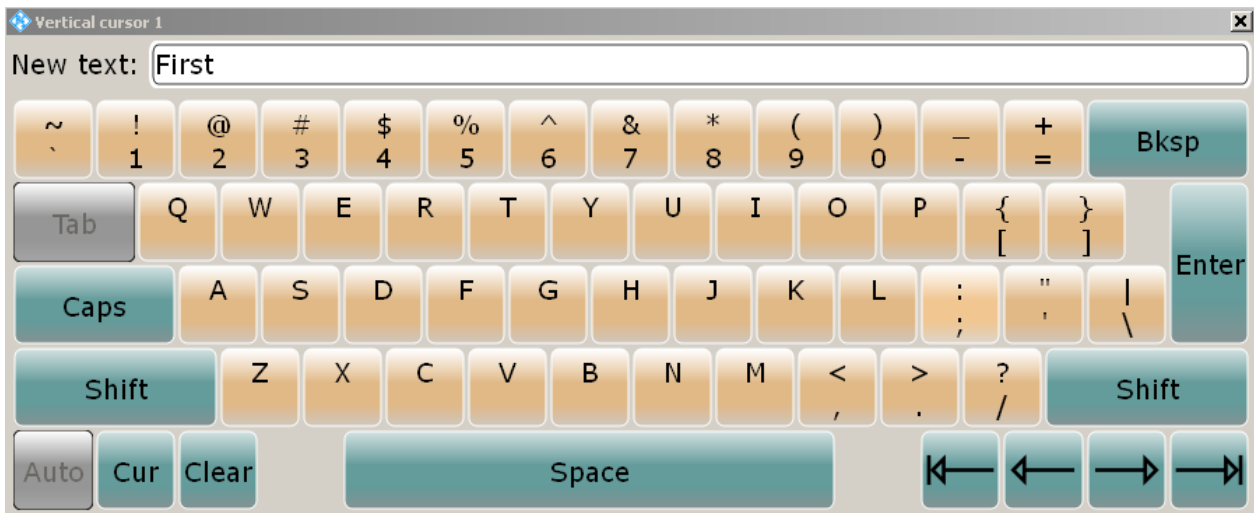 Vertical cursor 1
New text: First
~ ! @ # $ % ^ & * ( ) _ + Bksp
` 1 2 3 4 5 6 7 8 9 0 - =
Tab Q W E R T Y U I O P { }
[ ]
Enter
Caps A S D F G H J K L : " |
; ' \
Shift Z X C V B N M < > ? Shift
, . /
Auto Cur Clear Space